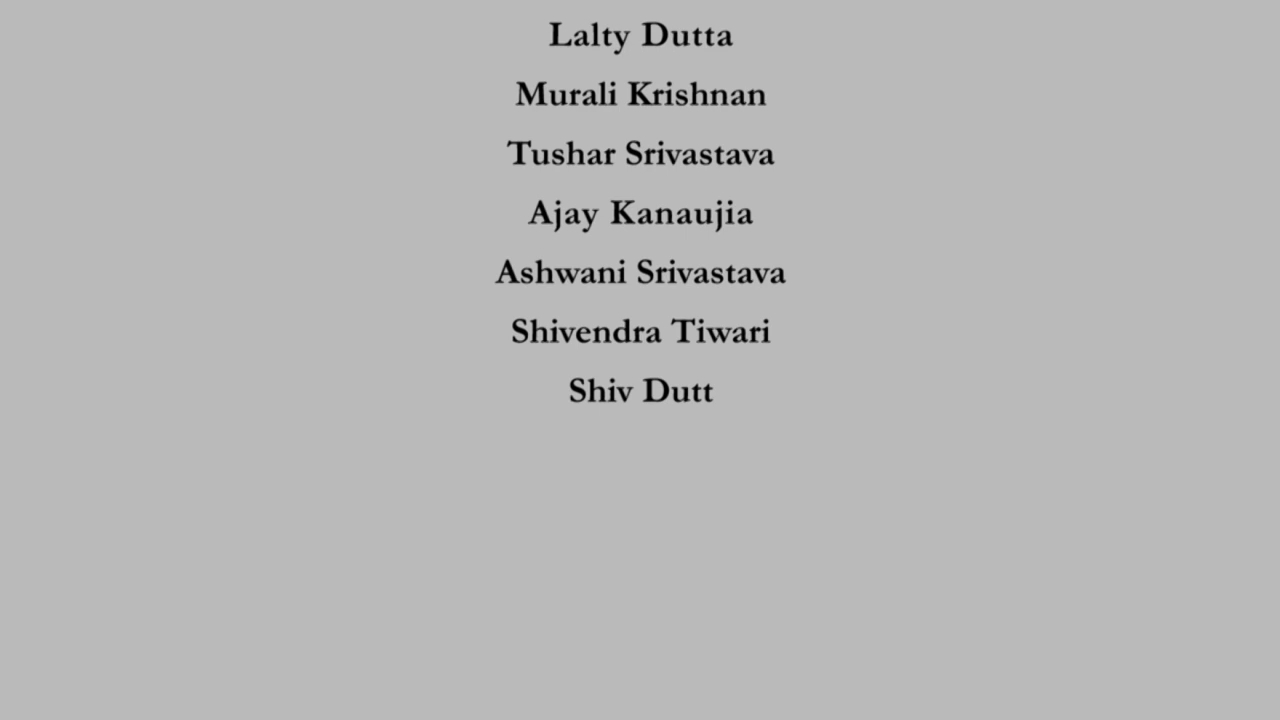 Lalty Dutta
Murali Krishnan
Tushar Srivastava
Ajay Kanaujia
Ashwani Srivastava
Shivendra Tiwari
Shiv Dutt